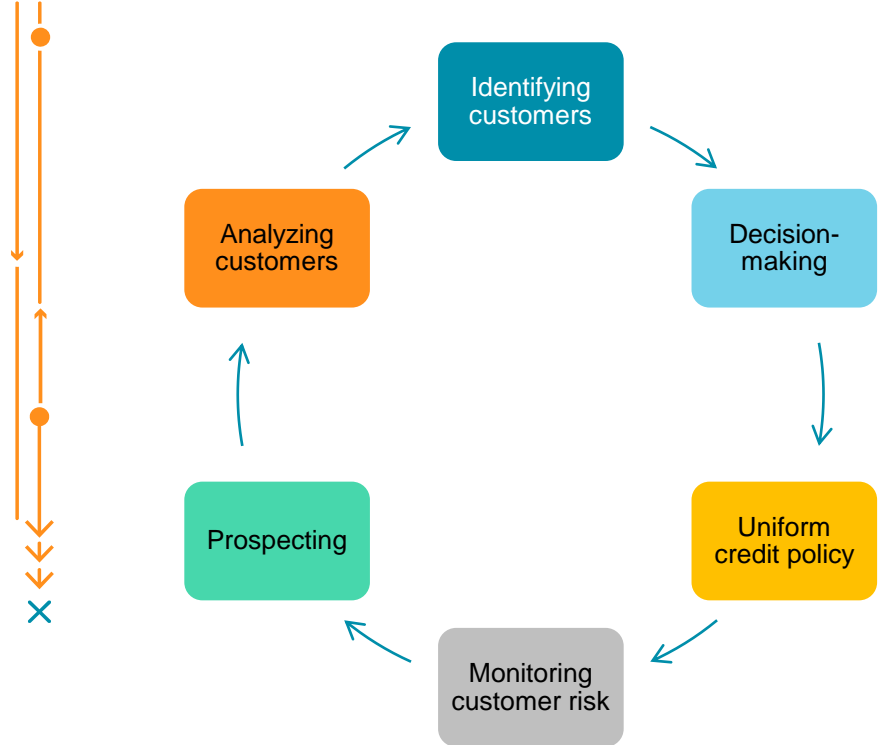 Identifying
customers
Decision-
making
Uniform
credit policy
Monitoring
customer risk
Prospecting
Analyzing
customers